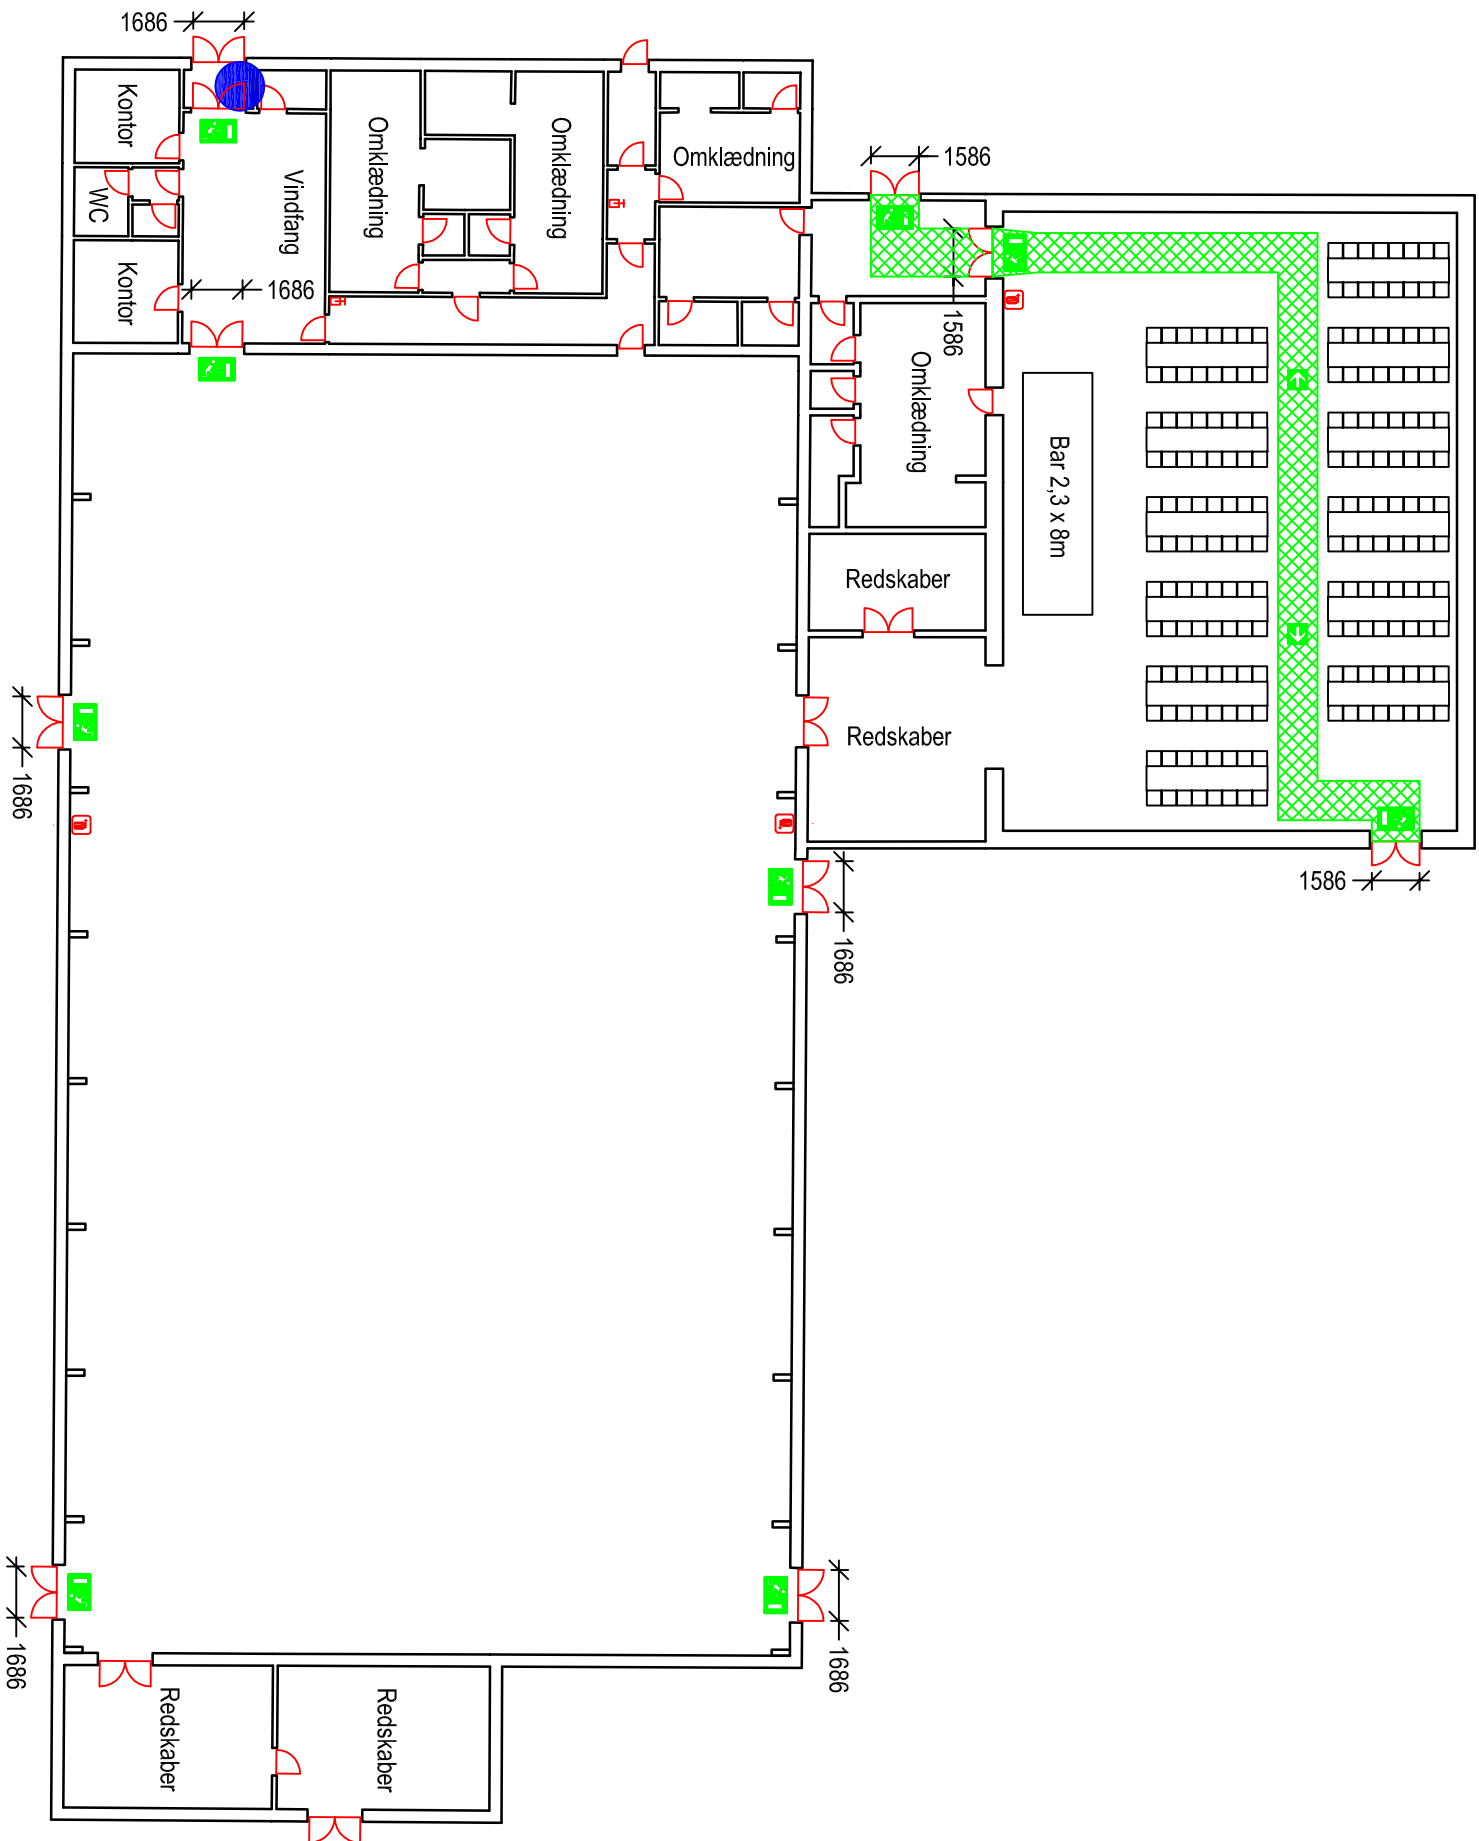 1686
Kontor
Omklædning
Omklædning
Omklædning
1586
WC
Vindfang
Kontor
1686
1586
Omklædning
Bar 2,3 x 8m
Redskaber
Redskaber
1686
1586
1686
1686
1686
Redskaber
Redskaber